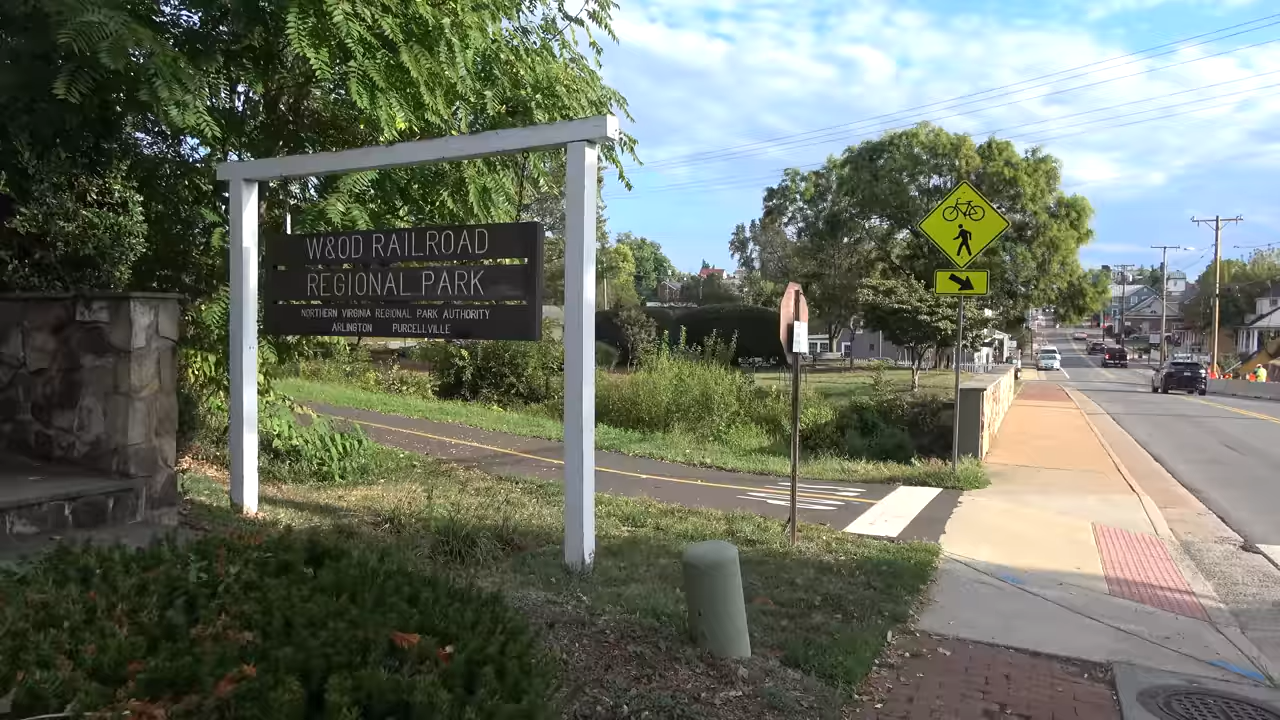 W&OD RAILROAD
REGIONAL PARK
NORTHERN VIRGINIA REGIONAL PARK AUTHORITY
ARLINGTON PURCELLVILLE